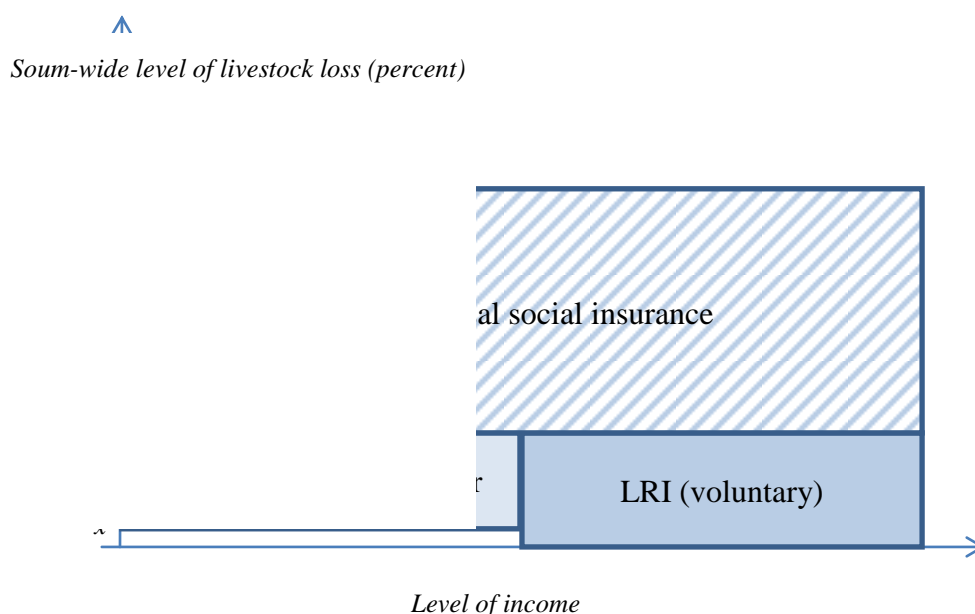 Soum-wide level of livestock loss (percent)
al social insurance
LRI (voluntary)
Level of income